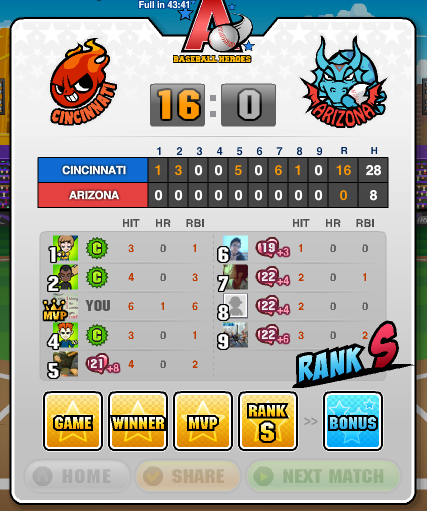 Full in 43:41
A
BASEBALL HEROES
CINCINNATI
16 : 0
ARIZONA
1 2 3 4 5 6 7 8 9 R H
CINCINNATI 1 3 0 0 5 0 6 1 0 16 28
ARIZONA 0 0 0 0 0 0 0 0 0 0 8
HIT HR RBI HIT HR RBI
1 C 3 0 1 6 19 +3 1 0 0
2 C 4 0 3 7 22 +4 2 0 1
MVP YOU 6 1 6 8 22 +4 2 0 0
4 C 3 0 1 9 22 +6 3 0 2
5 21 +8 4 0 2
RANK S
GAME WINNER MVP RANK S >> BONUS
HOME SHARE NEXT MATCH